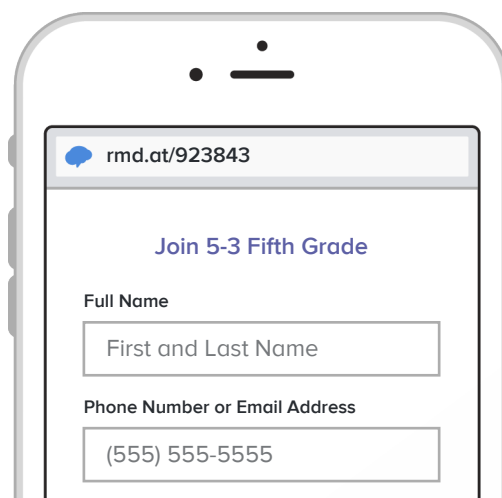 rmd.at/923843
Join 5-3 Fifth Grade
Full Name
First and Last Name
Phone Number or Email Address
(555) 555-5555